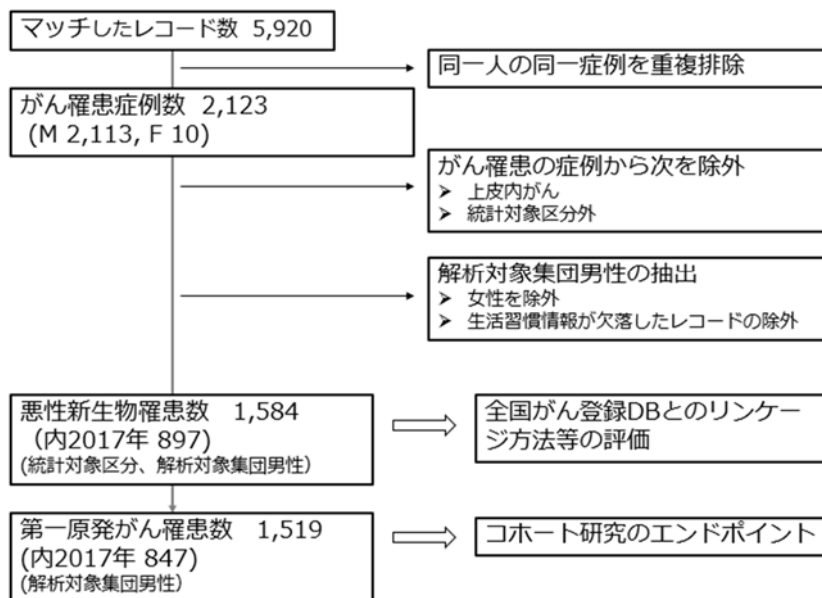 マッチしたレコード数 5,920
同一人の同一症例を重複排除
がん罹患症例数 2,123
(M 2,113, F 10)
がん罹患の症例から次を除外
➢ 上皮内がん
➢ 統計対象区分外
解析対象集団男性の抽出
➢ 女性を除外
➢ 生活習慣情報が欠落したレコードの除外
悪性新生物罹患数 1,584
（内2017年 897)
(統計対象区分、解析対象集団男性）
全国がん登録DBとのリンケー
ジ方法等の評価
第一原発がん罹患数 1,519
(内2017年 847)
(解析対象集団男性）
コホート研究のエンドポイント